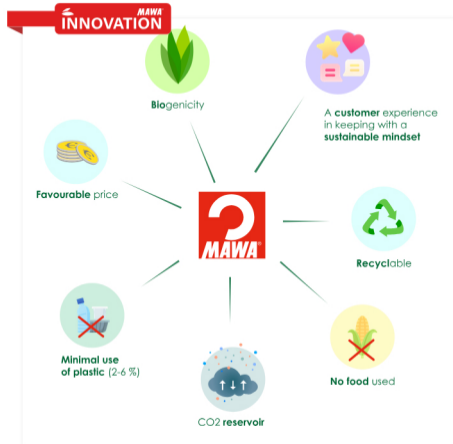 MAWA
INNOVATION
Biogenicity
A customer experience
in keeping with a
sustainable mindset
Favourable price
MAWA®
Recyclable
Minimal use
of plastic (2-6 %)
No food used
CO2 reservoir